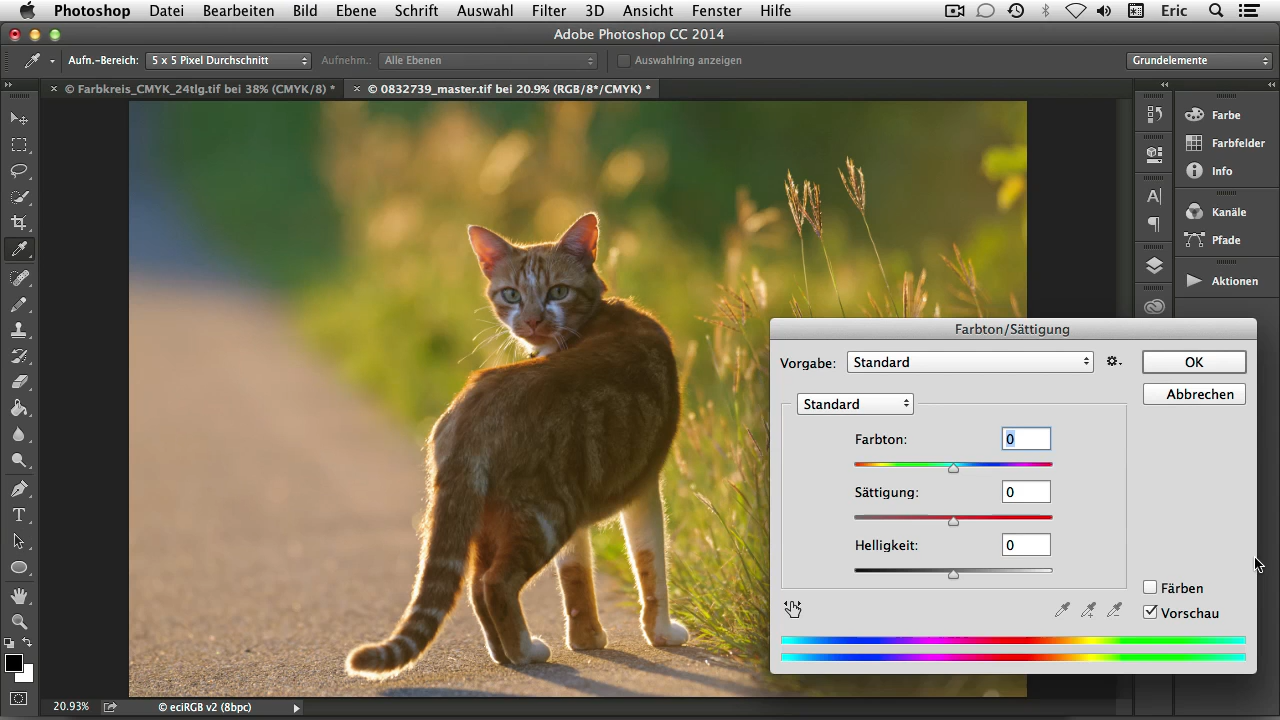 Photoshop Datei Bearbeiten Bild Ebene Schrift Auswahl Filter 3D Ansicht Fenster Hilfe Eric
Adobe Photoshop CC 2014
Aufn.-Bereich: 5 x 5 Pixel Durchschnitt Aufnehm.: Alle Ebenen Auswahlring anzeigen Grundelemente
© Farbkreis_CMYK_24tlg.tif bei 38% (CMYK/8) *
© 0832739_master.tif bei 20.9% (RGB/8*/CMYK) *
Farbe
Farbfelder
Info
Kanäle
Pfade
Aktionen
Farbton/Sättigung
Vorgabe: Standard OK
Abbrechen
Standard
Farbton: 0
Sättigung: 0
Helligkeit: 0
Färben
Vorschau
20.93% © eciRGB v2 (8bpc)